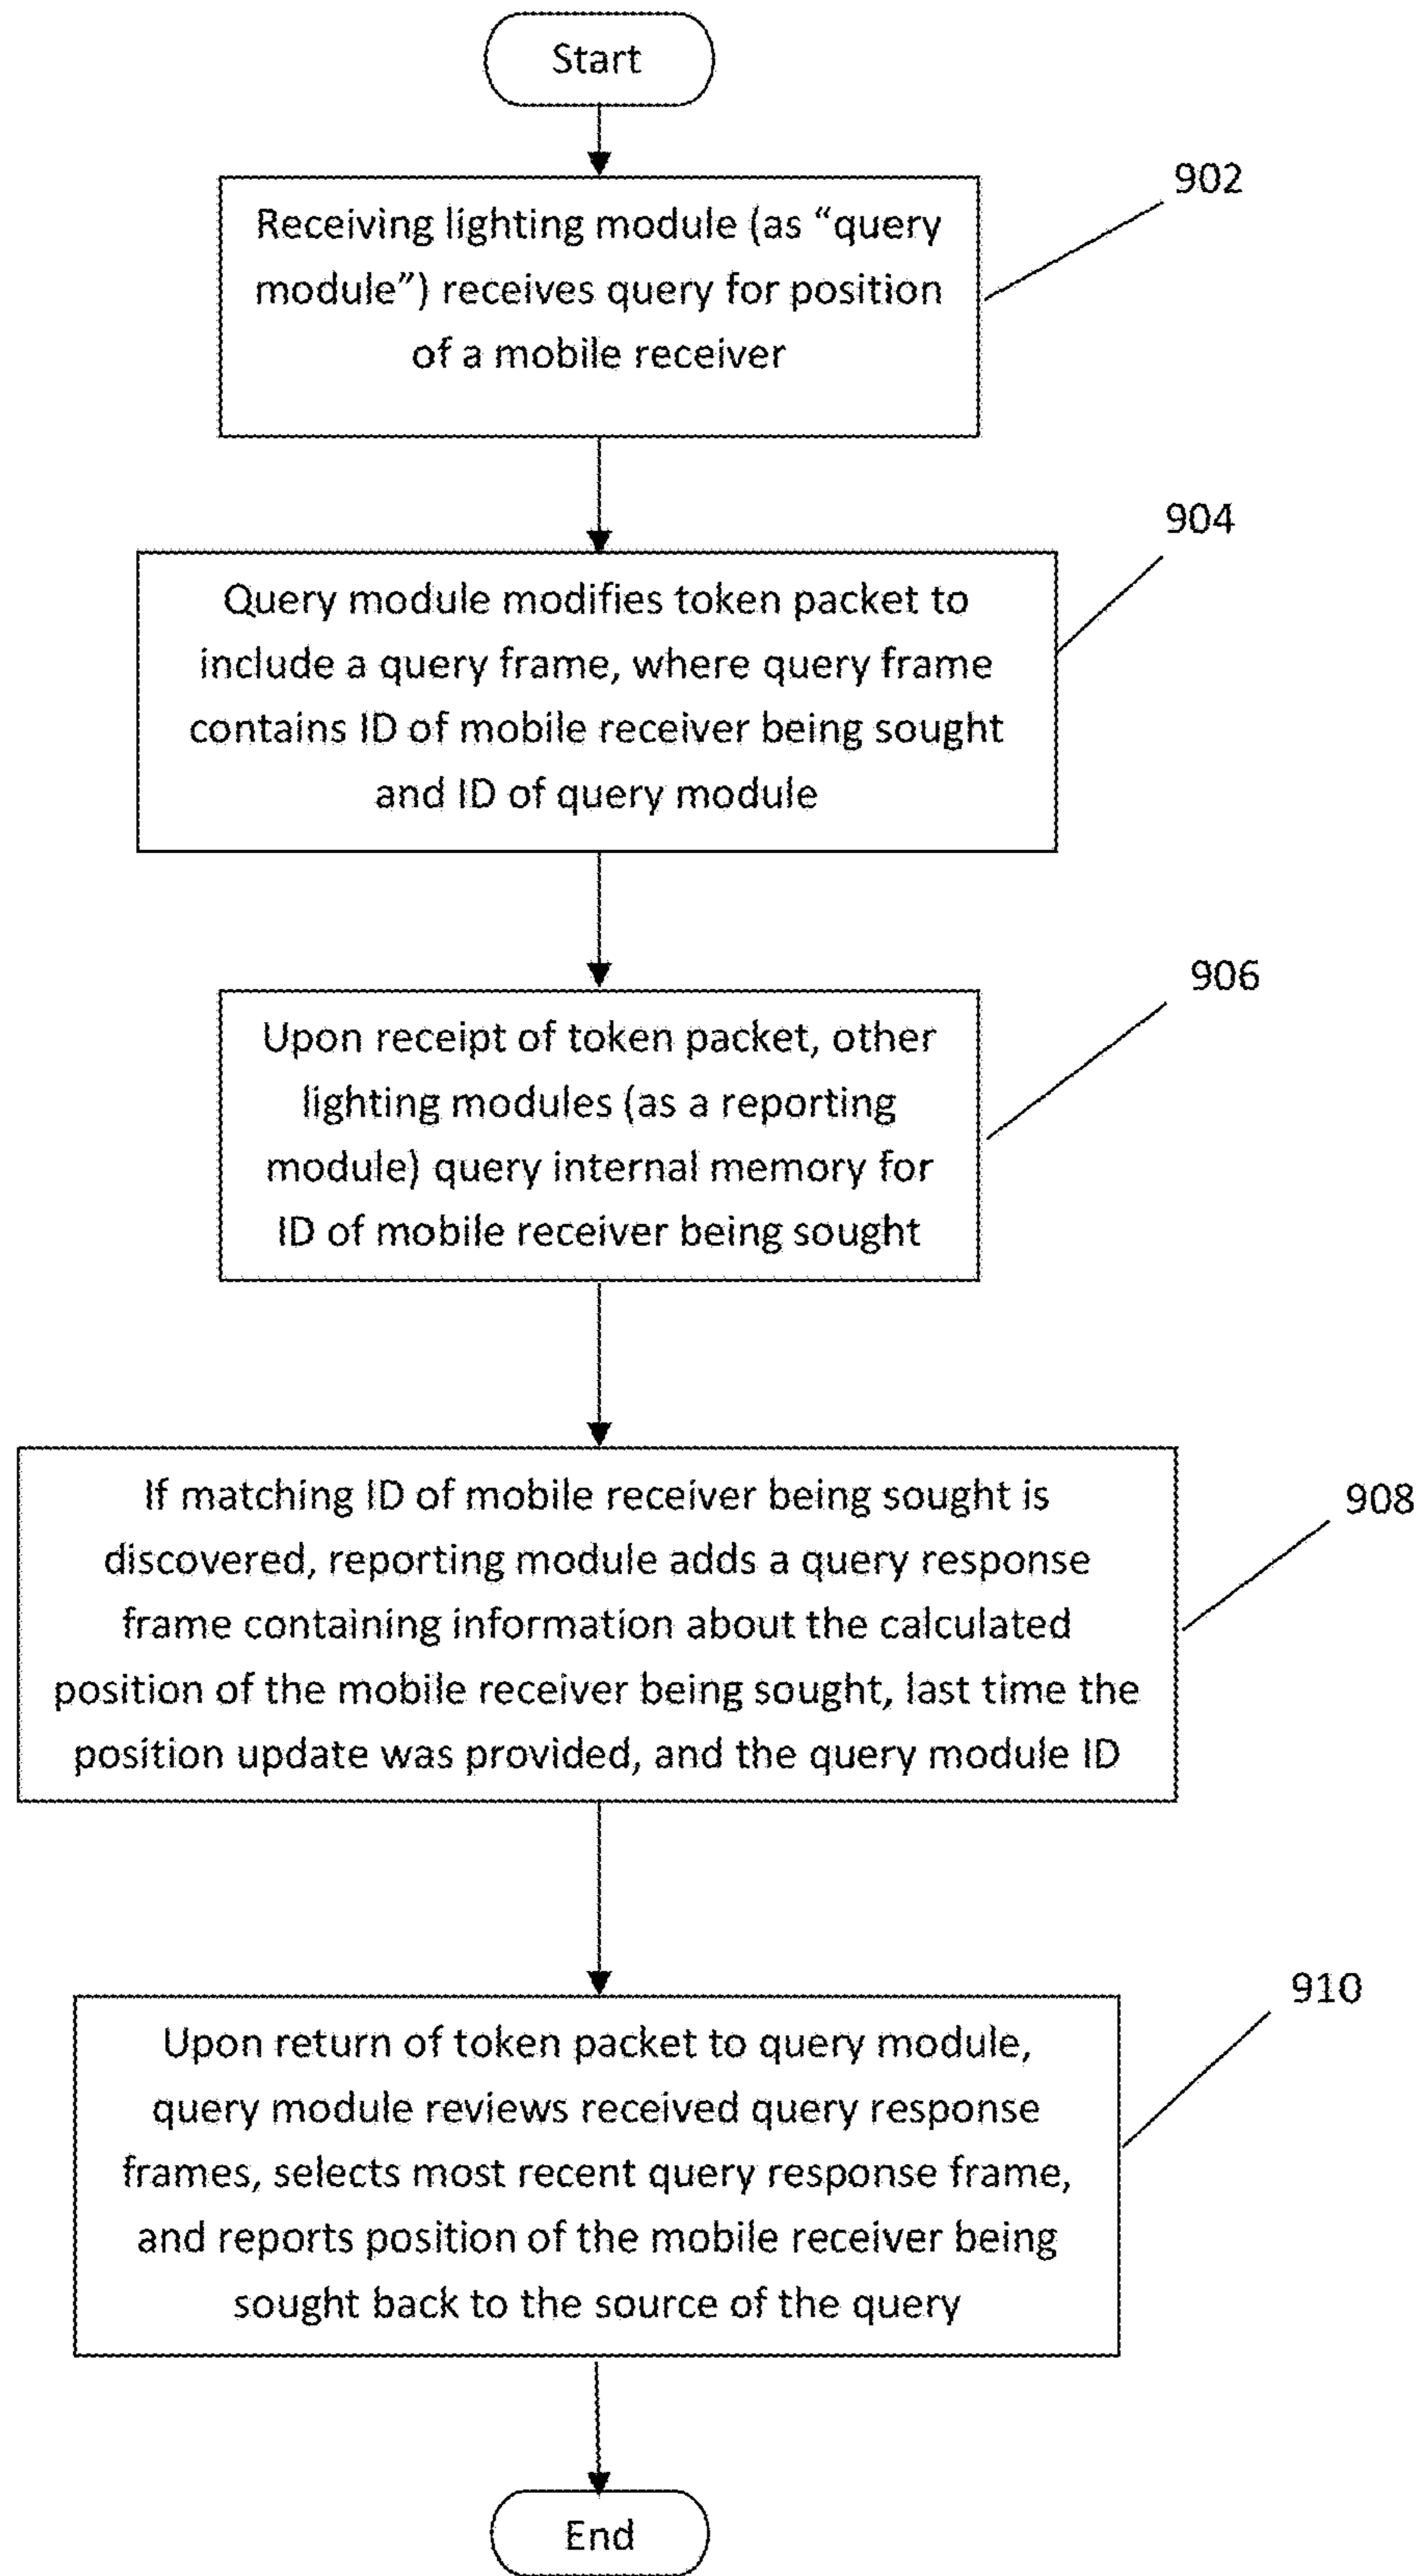 Start
902
Receiving lighting module (as “query
module”) receives query for position
of a mobile receiver
904
Query module modifies token packet to
include a query frame, where query frame
contains ID of mobile receiver being sought
and ID of query module
906
Upon receipt of token packet, other
lighting modules (as a reporting
module) query internal memory for
ID of mobile receiver being sought
908
If matching ID of mobile receiver being sought is
discovered, reporting module adds a query response
frame containing information about the calculated
position of the mobile receiver being sought, last time the
position update was provided, and the query module ID
910
Upon return of token packet to query module,
query module reviews received query response
frames, selects most recent query response frame,
and reports position of the mobile receiver being
sought back to the source of the query
End